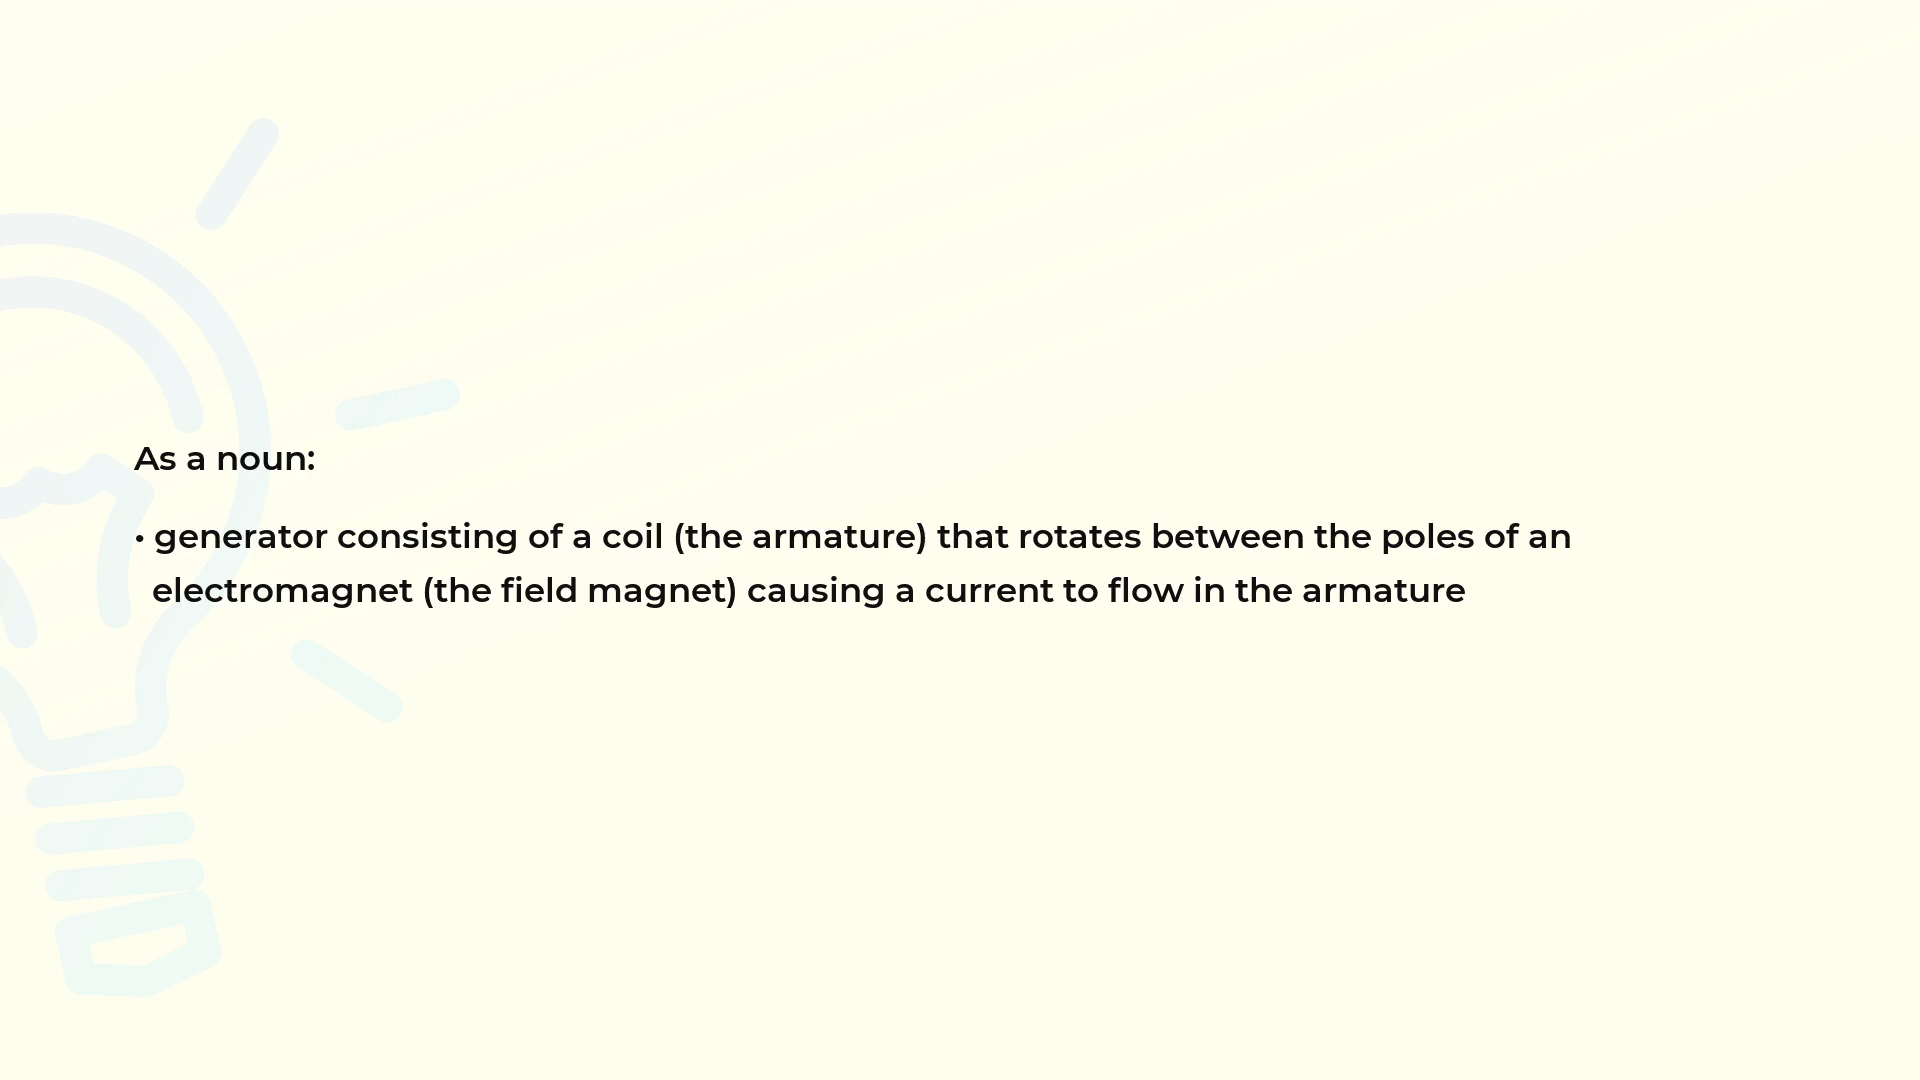 As a noun:
• generator consisting of a coil (the armature) that rotates between the poles of an
electromagnet (the field magnet) causing a current to flow in the armature